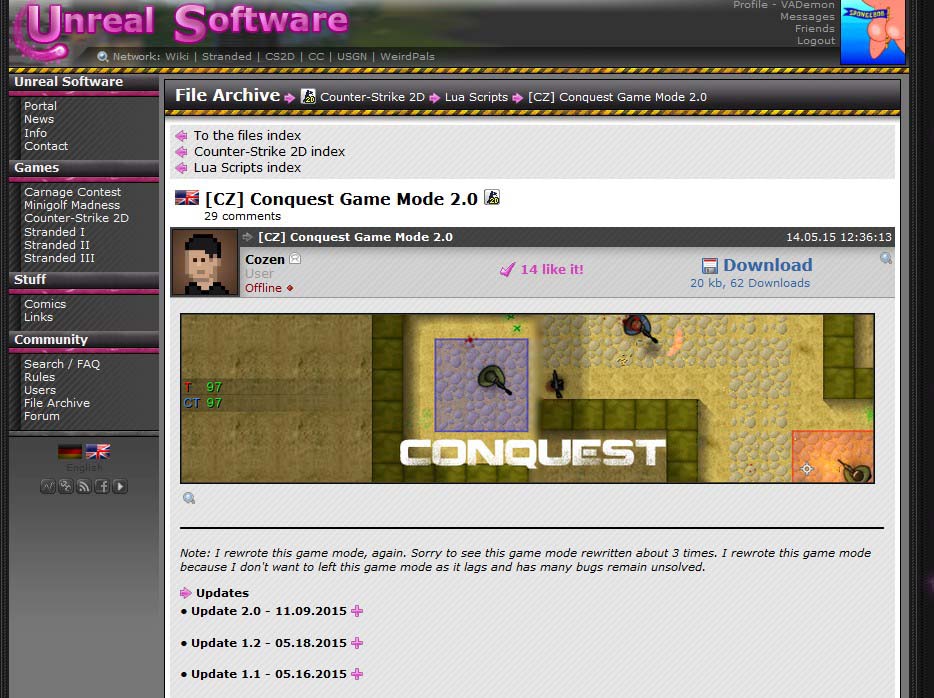 Unreal Software
Profile - VADemon
Messages
Friends
Logout
SPONGEBOB
Network: Wiki | Stranded | CS2D | CC | USGN | WeirdPals
Unreal Software
Portal
News
Info
Contact
Games
Carnage Contest
Minigolf Madness
Counter-Strike 2D
Stranded I
Stranded II
Stranded III
Stuff
Comics
Links
Community
Search / FAQ
Rules
Users
File Archive
Forum
English
File Archive Counter-Strike 2D Lua Scripts [CZ] Conquest Game Mode 2.0
To the files index
Counter-Strike 2D index
Lua Scripts index
[CZ] Conquest Game Mode 2.0
29 comments
[CZ] Conquest Game Mode 2.0 14.05.15 12:36:13
Cozen
User
Offline
14 like it!
Download
20 kb, 62 Downloads
T 97
CT 97
CONQUEST
Note: I rewrote this game mode, again. Sorry to see this game mode rewritten about 3 times. I rewrote this game mode
because I don't want to left this game mode as it lags and has many bugs remain unsolved.
Updates
• Update 2.0 - 11.09.2015
• Update 1.2 - 05.18.2015
• Update 1.1 - 05.16.2015